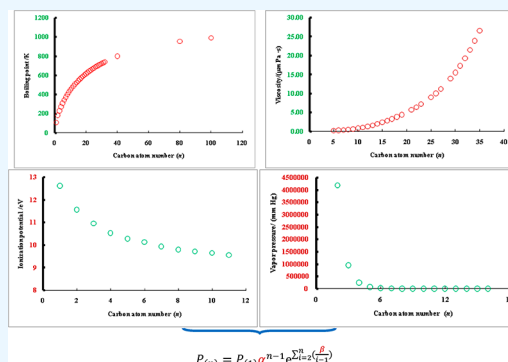 1200
1000
800
600
400
200
0
0 20 40 60 80 100 120
Boiling point/K
Carbon atom number (n)
30.00
25.00
20.00
15.00
10.00
5.00
0.00
0 5 10 15 20 25 30 35 40
Viscosity/(μm Pa·s)
Carbon atom number (n)
13
12
11
10
9
8
0 2 4 6 8 10 12
Ionization potential /eV
Carbon atom number (n)
4500000
4000000
3500000
3000000
2500000
2000000
1500000
1000000
500000
0
0 6 12 18
Vapor pressure/ (mm Hg)
Carbon atom number (n)